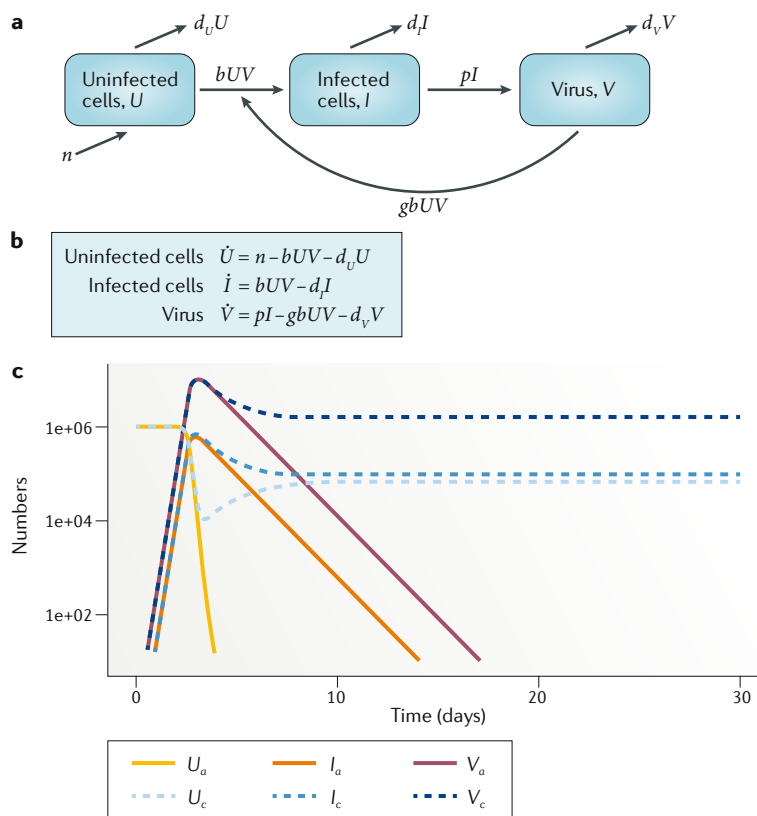 a
d_U U
d_I I
d_V V
Uninfected cells, U
bUV
Infected cells, I
pI
Virus, V
n
gbUV
b
Uninfected cells U̇ = n – bUV – d_U U
Infected cells İ = bUV – d_I I
Virus V̇ = pI – gbUV – d_V V
c
Numbers
1e+06
1e+04
1e+02
0
10
20
30
Time (days)
U_a I_a V_a
U_c I_c V_c